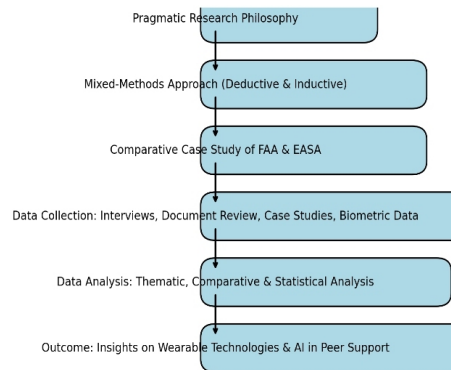 Pragmatic Research Philosophy
Mixed-Methods Approach (Deductive & Inductive)
Comparative Case Study of FAA & EASA
Data Collection: Interviews, Document Review, Case Studies, Biometric Data
Data Analysis: Thematic, Comparative & Statistical Analysis
Outcome: Insights on Wearable Technologies & AI in Peer Support